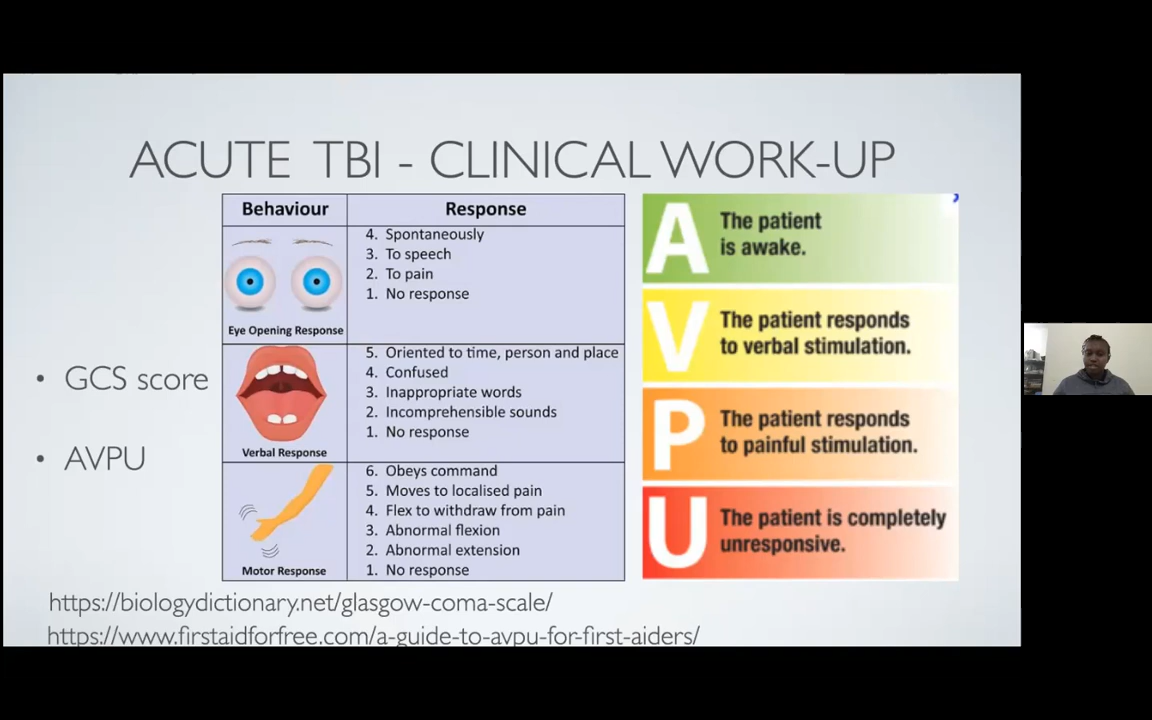 ACUTE TBI - CLINICAL WORK-UP
GCS score
AVPU
Behaviour Response
4. Spontaneously
3. To speech
2. To pain
1. No response
Eye Opening Response
5. Oriented to time, person and place
4. Confused
3. Inappropriate words
2. Incomprehensible sounds
1. No response
Verbal Response
6. Obeys command
5. Moves to localised pain
4. Flex to withdraw from pain
3. Abnormal flexion
2. Abnormal extension
1. No response
Motor Response
A The patient
is awake.
V The patient responds
to verbal stimulation.
P The patient responds
to painful stimulation.
U The patient is completely
unresponsive.
https://biologydictionary.net/glasgow-coma-scale/
https://www.firstaidforfree.com/a-guide-to-avpu-for-first-aiders/